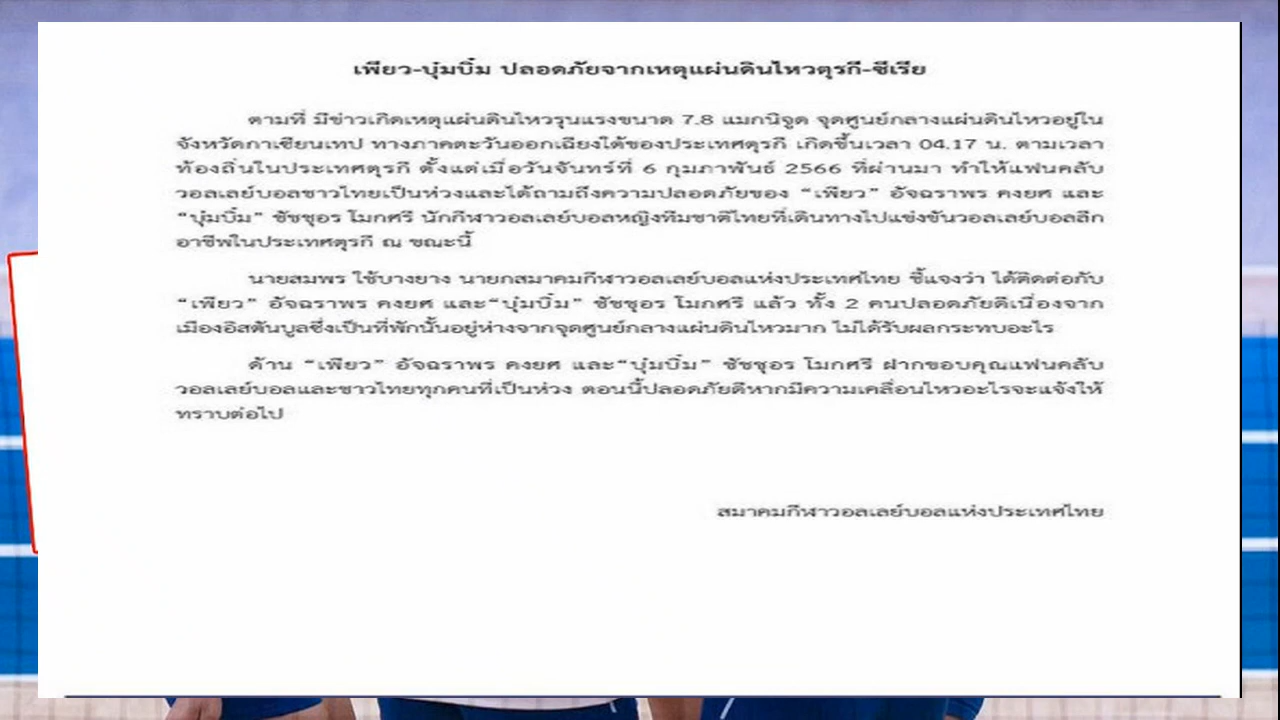 เพียว-บุ๋มบิ๋ม ปลอดภัยจากเหตุแผ่นดินไหวตุรกี-ซีเรีย
ตามที่ มีข่าวเกิดเหตุแผ่นดินไหวรุนแรงขนาด 7.8 แมกนิจูด จุดศูนย์กลางแผ่นดินไหวอยู่ใน
จังหวัดกาเซียนเทป ทางภาคตะวันออกเฉียงใต้ของประเทศตุรกี เกิดขึ้นเวลา 04.17 น. ตามเวลา
ท้องถิ่นในประเทศตุรกี ตั้งแต่เมื่อวันจันทร์ที่ 6 กุมภาพันธ์ 2566 ที่ผ่านมา ทำให้แฟนคลับ
วอลเลย์บอลชาวไทยเป็นห่วงและได้ถามถึงความปลอดภัยของ “เพียว” อัจฉราพร คงยศ และ
“บุ๋มบิ๋ม” ชัชชุอร โมกศรี นักกีฬาวอลเลย์บอลหญิงทีมชาติไทยที่เดินทางไปแข่งขันวอลเลย์บอลลีก
อาชีพในประเทศตุรกี ณ ขณะนี้
นายสมพร ใช้บางยาง นายกสมาคมกีฬาวอลเลย์บอลแห่งประเทศไทย ชี้แจงว่า ได้ติดต่อกับ
“เพียว” อัจฉราพร คงยศ และ“บุ๋มบิ๋ม” ชัชชุอร โมกศรี แล้ว ทั้ง 2 คนปลอดภัยดีเนื่องจาก
เมืองอิสตันบูลซึ่งเป็นที่พักนั้นอยู่ห่างจากจุดศูนย์กลางแผ่นดินไหวมาก ไม่ได้รับผลกระทบอะไร
ด้าน “เพียว” อัจฉราพร คงยศ และ“บุ๋มบิ๋ม” ชัชชุอร โมกศรี ฝากขอบคุณแฟนคลับ
วอลเลย์บอลและชาวไทยทุกคนที่เป็นห่วง ตอนนี้ปลอดภัยดีหากมีความเคลื่อนไหวอะไรจะแจ้งให้
ทราบต่อไป
สมาคมกีฬาวอลเลย์บอลแห่งประเทศไทย